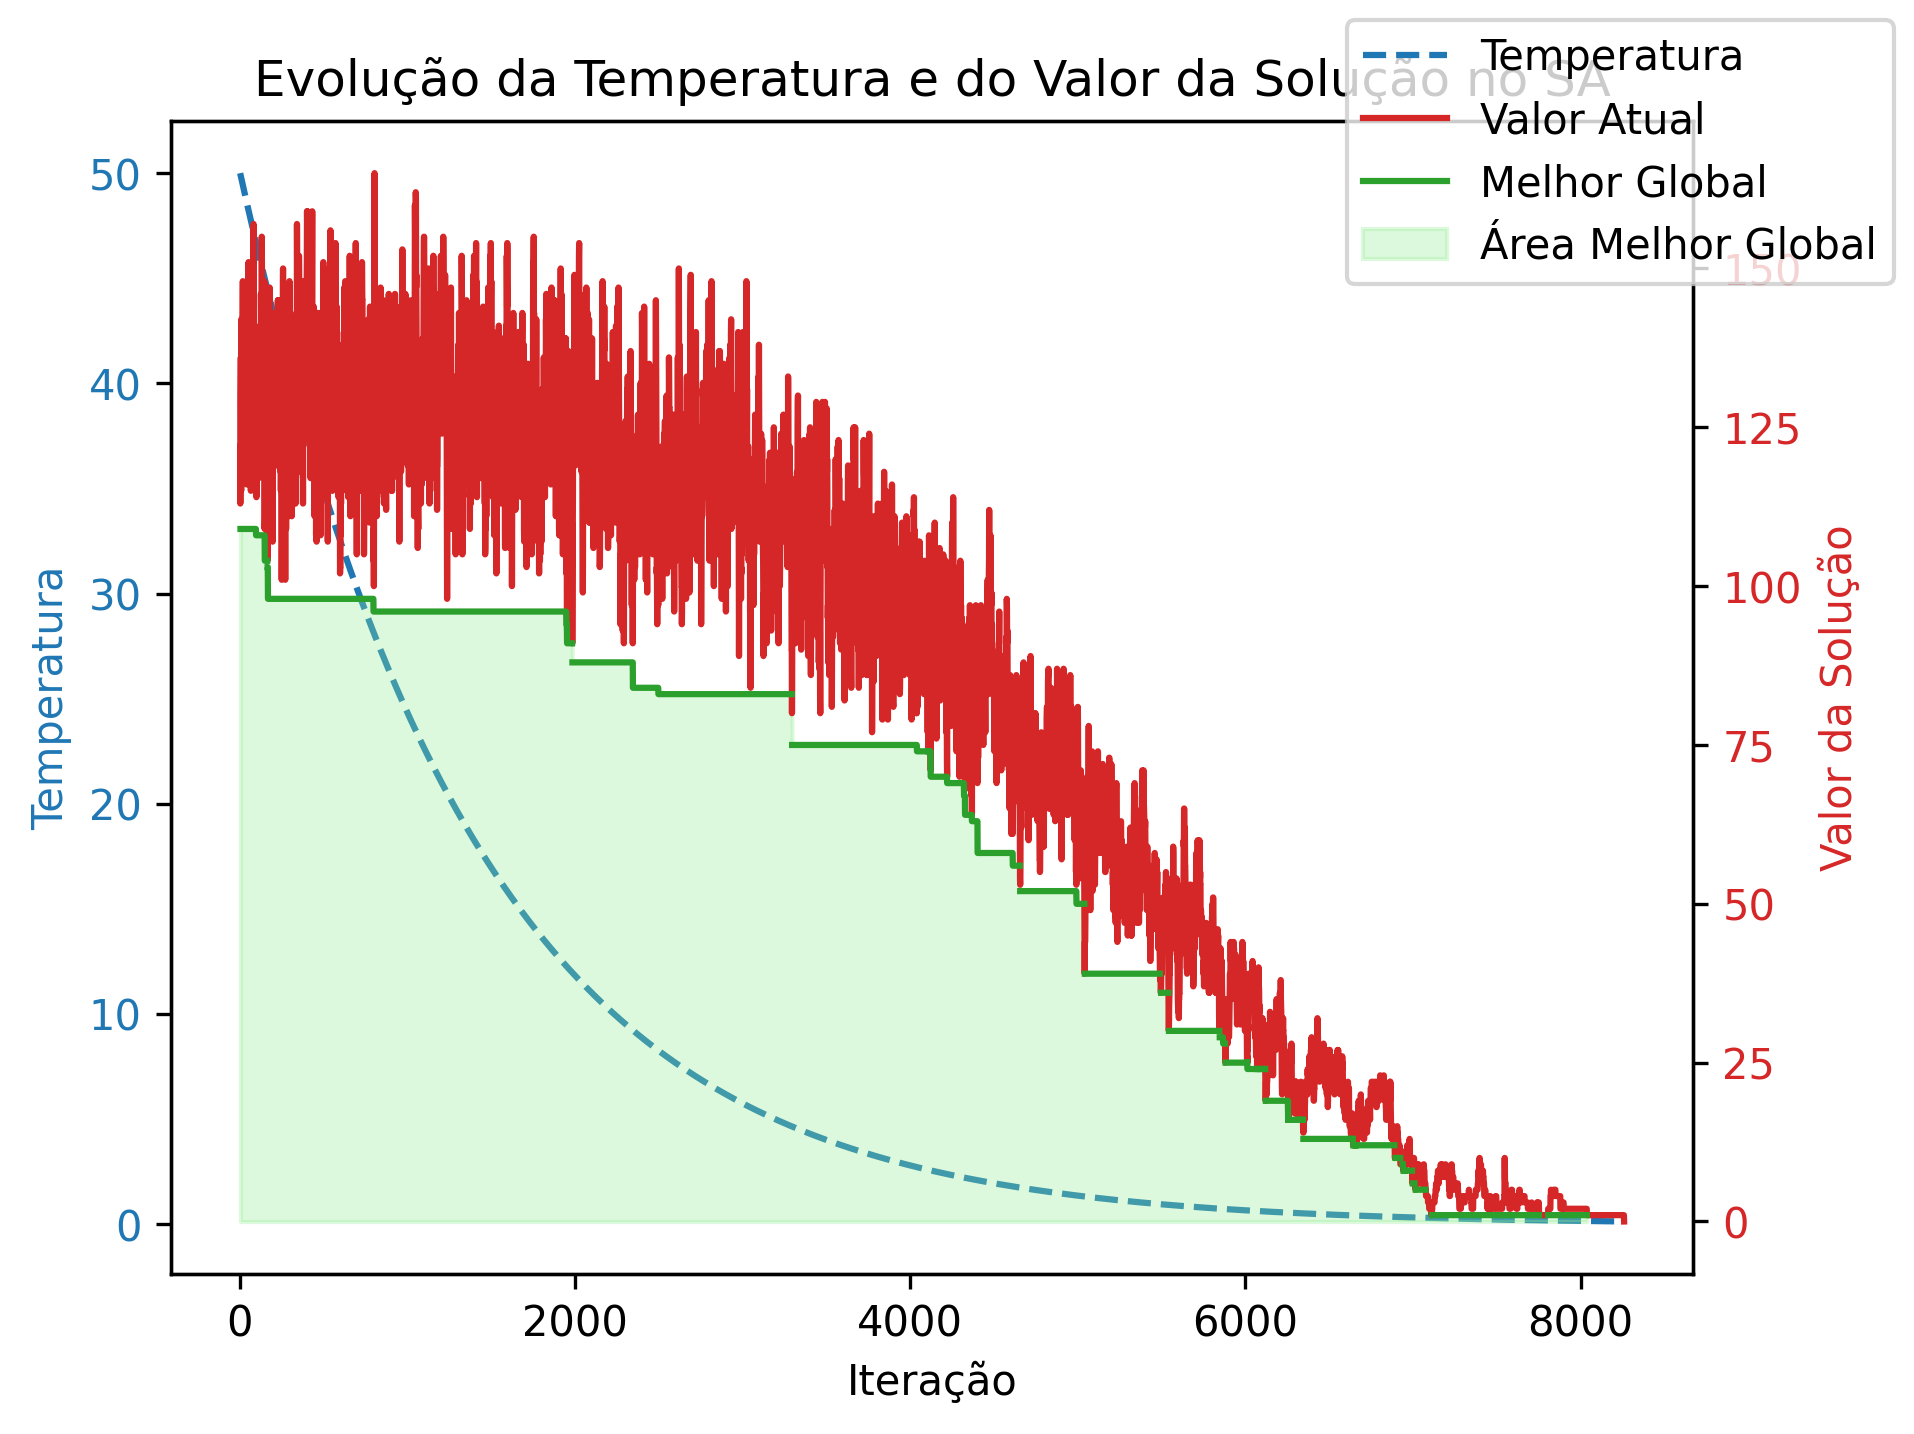 Evolução da Temperatura e do Valor da Solução no SA
Temperatura
Valor Atual
Melhor Global
Área Melhor Global
Temperatura
50
40
30
20
10
0
150
125
100
75
50
25
0
Valor da Solução
0 2000 4000 6000 8000
Iteração